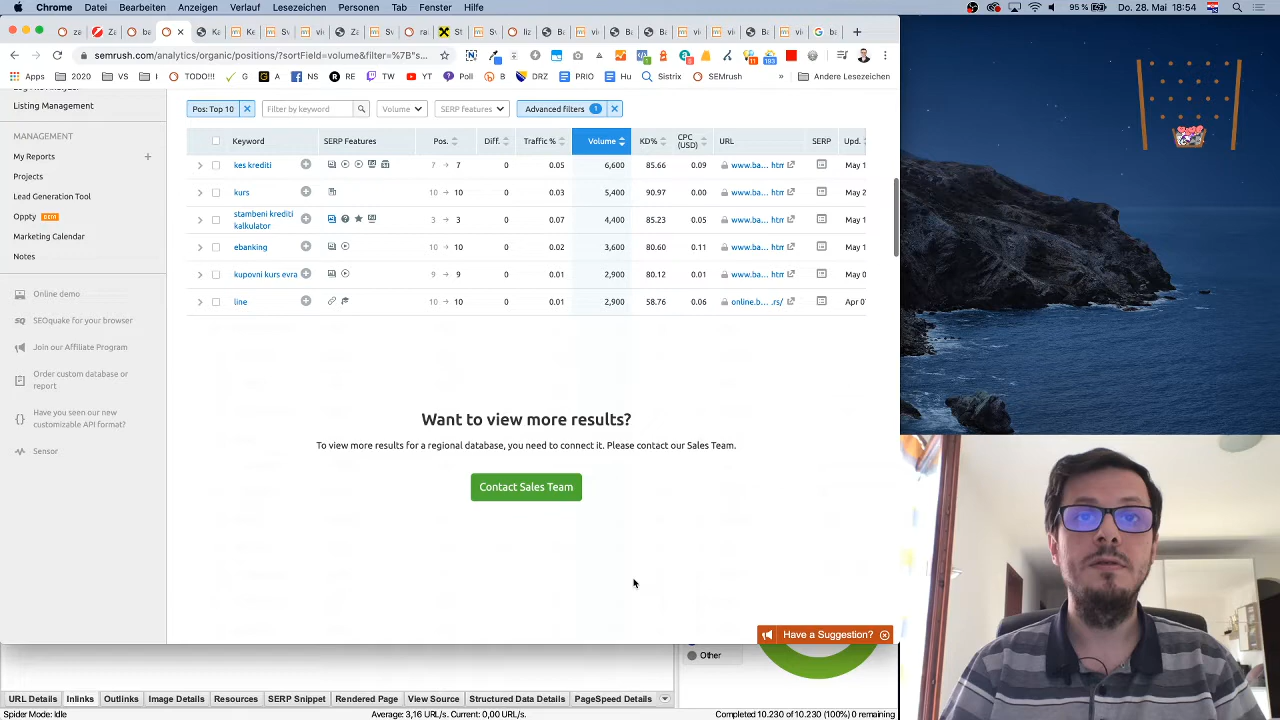 Chrome Datei Bearbeiten Anzeigen Verlauf Lesezeichen Personen Tab Fenster Hilfe
95 % Do. 28. Mai 18:54
semrush.com/analytics/organic/positions/?sortField=volume&filter=%7B"s...
Apps 2020 VS TODO!!! G NS TW YT Poll B DRZ PRIO Hu Sistrix SEMrush » Andere Lesezeichen
Listing Management
MANAGEMENT
My Reports +
Projects
Lead Generation Tool
Oppty BETA
Marketing Calendar
Notes
Online demo
SEOquake for your browser
Join our Affiliate Program
Order custom database or
report
Have you seen our new
customizable API format?
Sensor
Pos: Top 10 Filter by keyword Volume SERP features Advanced filters 1
Keyword SERP Features Pos. Diff. Traffic % Volume KD% CPC (USD) URL SERP Upd.
kes krediti 7 → 7 0 0.05 6,600 85.66 0.09 www.ba... htm May 1
kurs 10 → 10 0 0.03 5,400 90.97 0.00 www.ba... htm May 2
stambeni krediti kalkulator 3 → 3 0 0.07 4,400 85.23 0.05 www.ba... htm May 1
ebanking 10 → 10 0 0.02 3,600 80.60 0.11 www.ba... htm May 1
kupovni kurs evra 9 → 9 0 0.01 2,900 80.12 0.01 www.ba... htm May 0
line 10 → 10 0 0.01 2,900 58.76 0.06 online.b... .rs/ Apr 0
Want to view more results?
To view more results for a regional database, you need to connect it. Please contact our Sales Team.
Contact Sales Team
Have a Suggestion?
Other
URL Details Inlinks Outlinks Image Details Resources SERP Snippet Rendered Page View Source Structured Data Details PageSpeed Details
Spider Mode: Idle Average: 3,16 URL/s. Current: 0,00 URL/s. Completed 10.230 of 10.230 (100%) 0 remaining